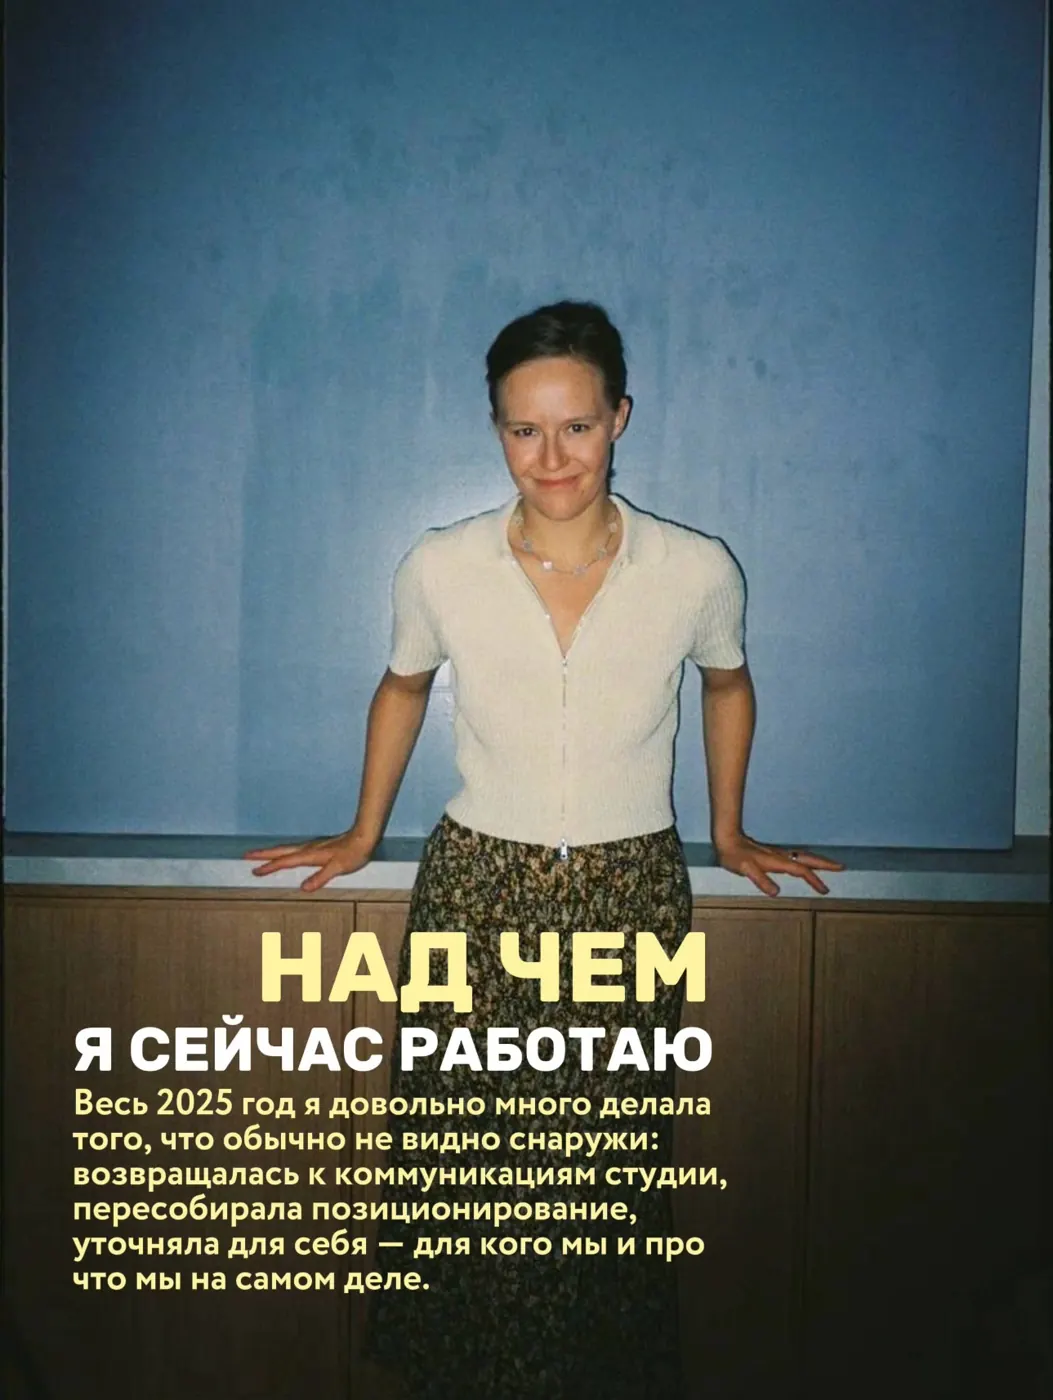 НАД ЧЕМ
Я СЕЙЧАС РАБОТАЮ
Весь 2025 год я довольно много делала
того, что обычно не видно снаружи:
возвращалась к коммуникациям студии,
пересобирала позиционирование,
уточняла для себя — для кого мы и про
что мы на самом деле.